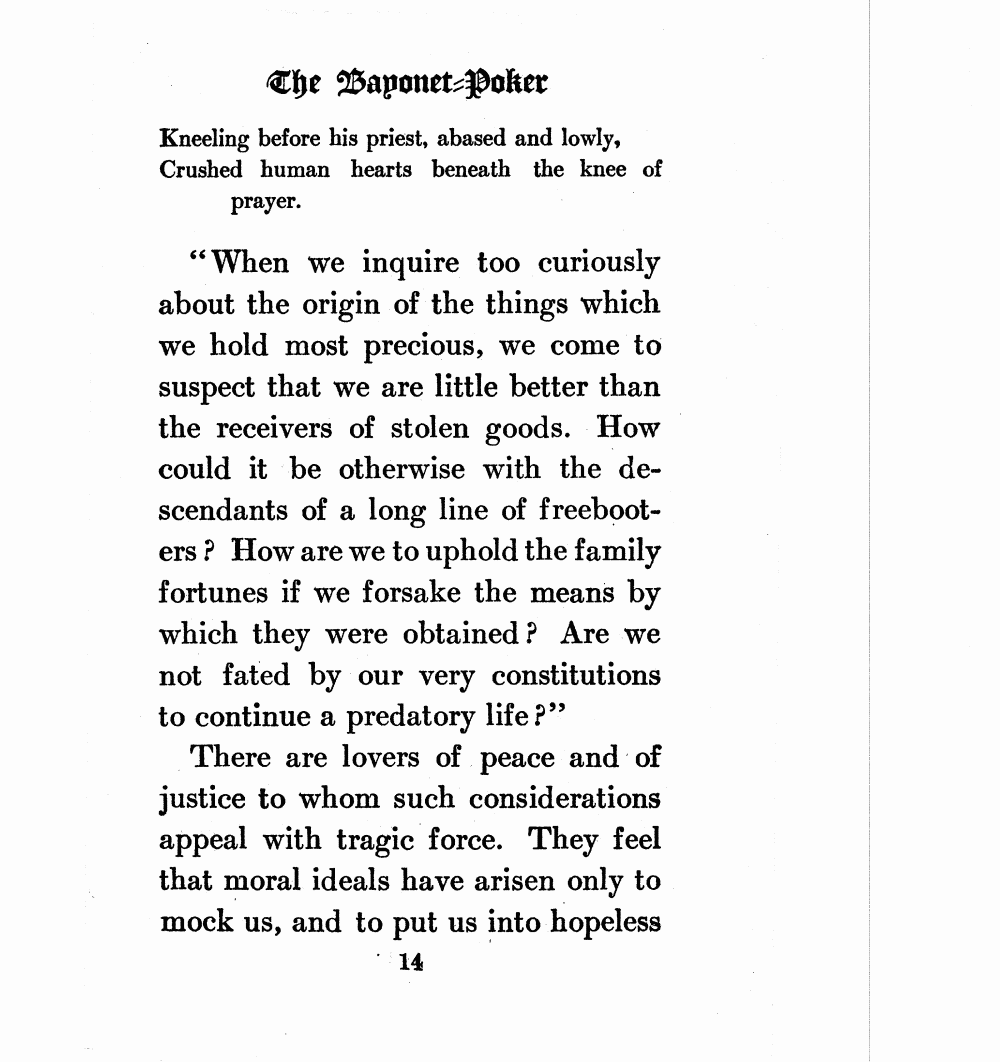 The Bayonet-Poker
Kneeling before his priest, abased and lowly,
Crushed human hearts beneath the knee of
prayer.
“When we inquire too curiously
about the origin of the things which
we hold most precious, we come to
suspect that we are little better than
the receivers of stolen goods. How
could it be otherwise with the de-
scendants of a long line of freeboot-
ers? How are we to uphold the family
fortunes if we forsake the means by
which they were obtained? Are we
not fated by our very constitutions
to continue a predatory life?”
There are lovers of peace and of
justice to whom such considerations
appeal with tragic force. They feel
that moral ideals have arisen only to
mock us, and to put us into hopeless
14